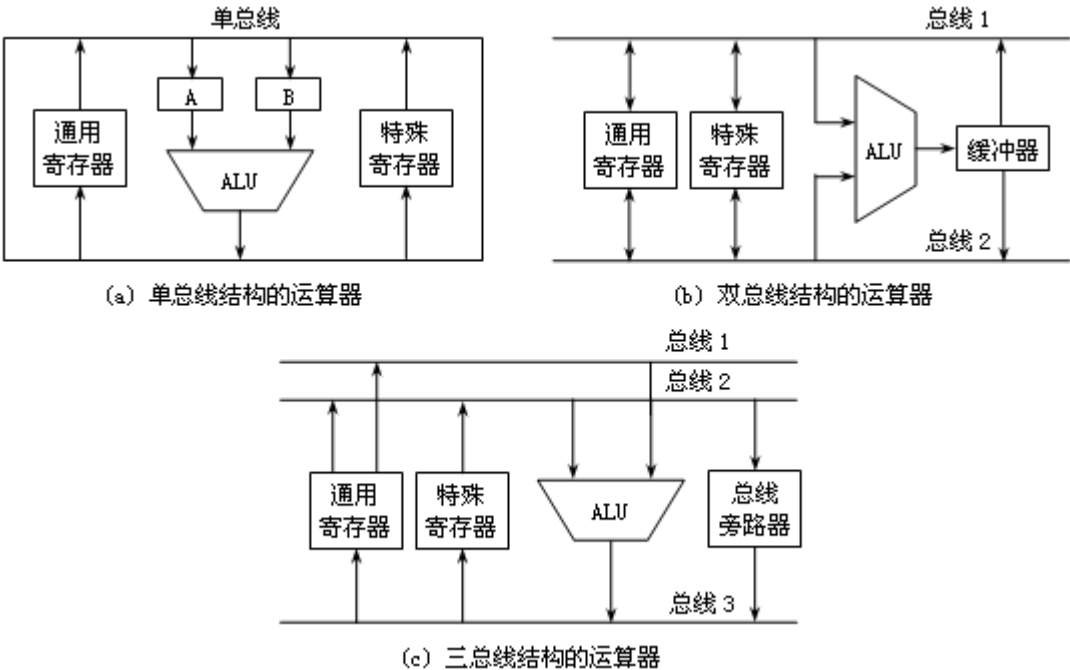 单总线
A
B
通用
寄存器
特殊
寄存器
ALU
(a) 单总线结构的运算器
总线 1
通用
寄存器
特殊
寄存器
ALU
缓冲器
总线 2
(b) 双总线结构的运算器
总线 1
总线 2
通用
寄存器
特殊
寄存器
ALU
总线
旁路器
总线 3
(c) 三总线结构的运算器